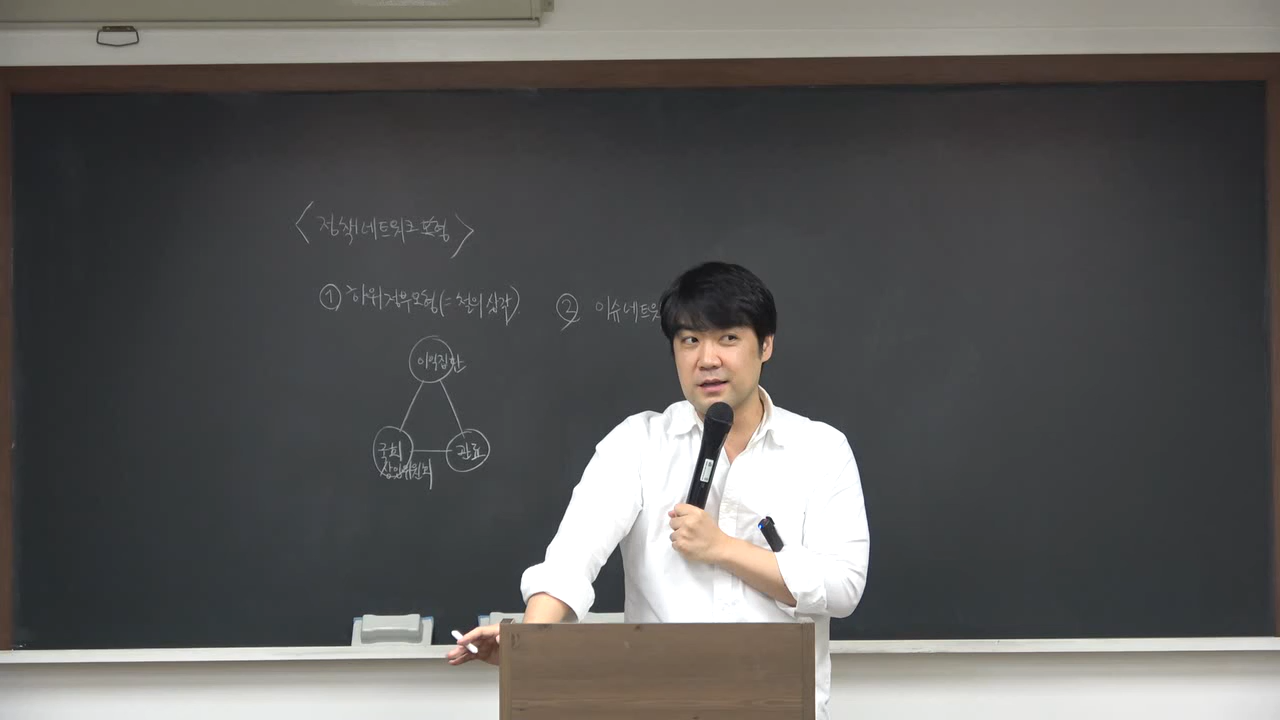 <정책네트워크 모형>
① 하위정부모형(= 철의 삼각)
② 이슈네트워
이익집단
국회
상임위원회
관료